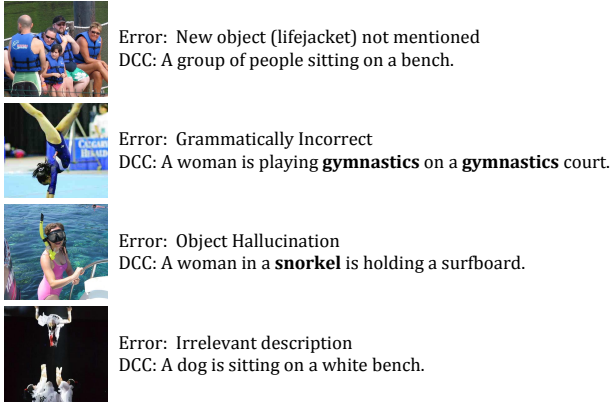 Error: New object (lifejacket) not mentioned
DCC: A group of people sitting on a bench.
Error: Grammatically Incorrect
DCC: A woman is playing gymnastics on a gymnastics court.
CALGARY
HERALD
Error: Object Hallucination
DCC: A woman in a snorkel is holding a surfboard.
Error: Irrelevant description
DCC: A dog is sitting on a white bench.